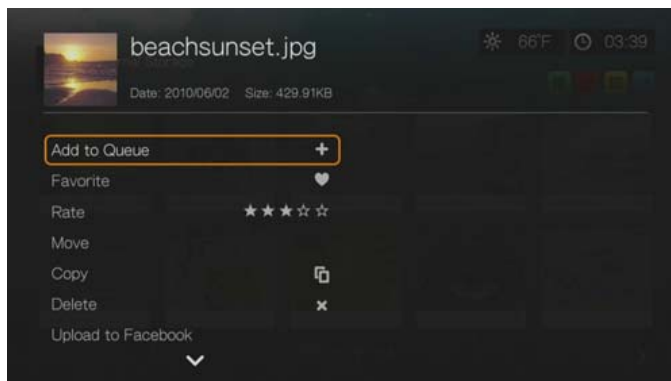 beachsunset.jpg
66°F 03:39
Date: 2010/06/02 Size: 429.91KB
Add to Queue
Favorite
Rate
Move
Copy
Delete
Upload to Facebook